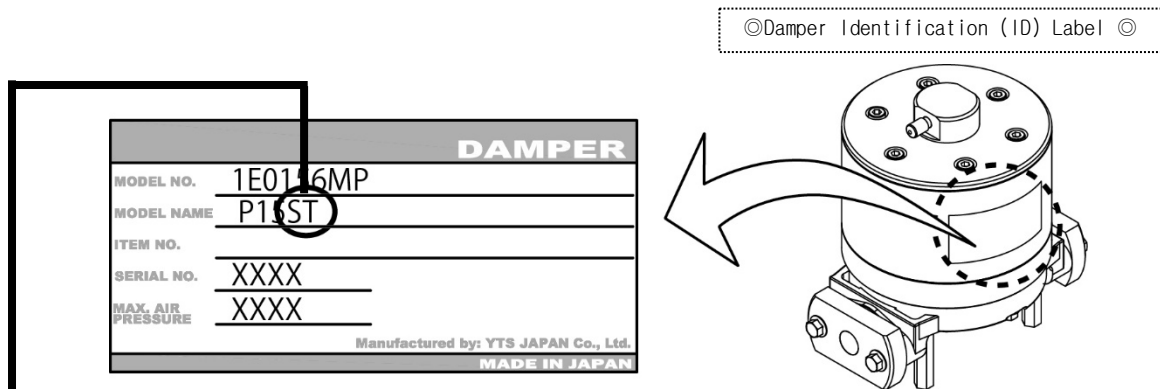 ◎Damper Identification (ID) Label ◎
DAMPER
MODEL NO.
MODEL NAME P15ST
ITEM NO.
SERIAL NO. XXXX
MAX. AIR
PRESSURE XXXX
Manufactured by: YTS JAPAN Co., Ltd.
MADE IN JAPAN